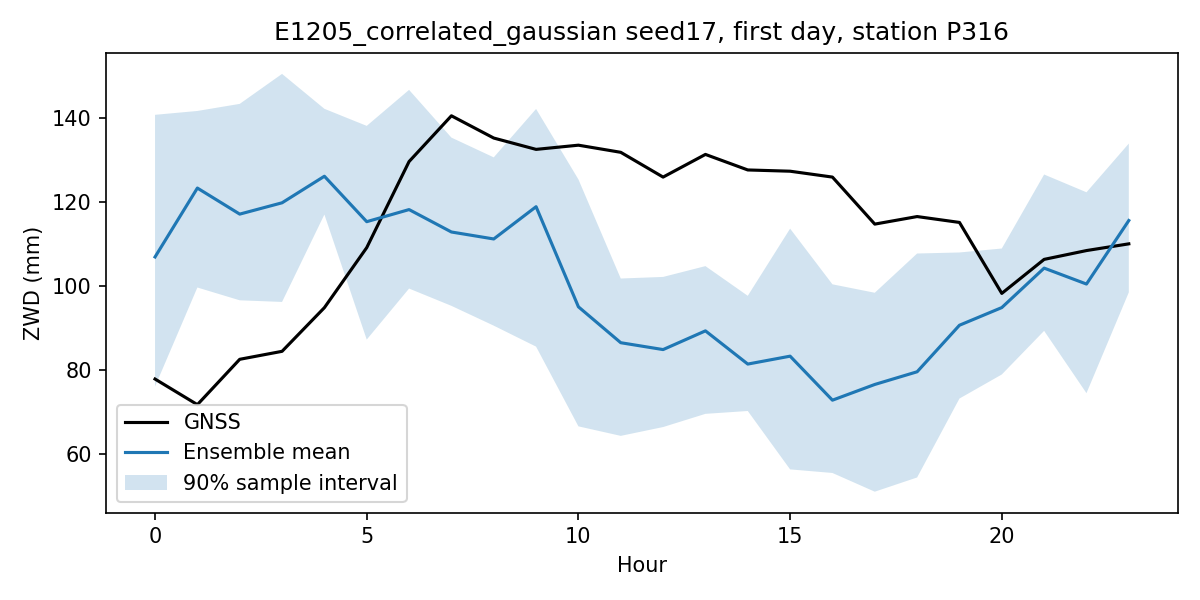 E1205_correlated_gaussian seed17, first day, station P316
ZWD (mm)
140
120
100
80
60
GNSS
Ensemble mean
90% sample interval
0 5 10 15 20
Hour